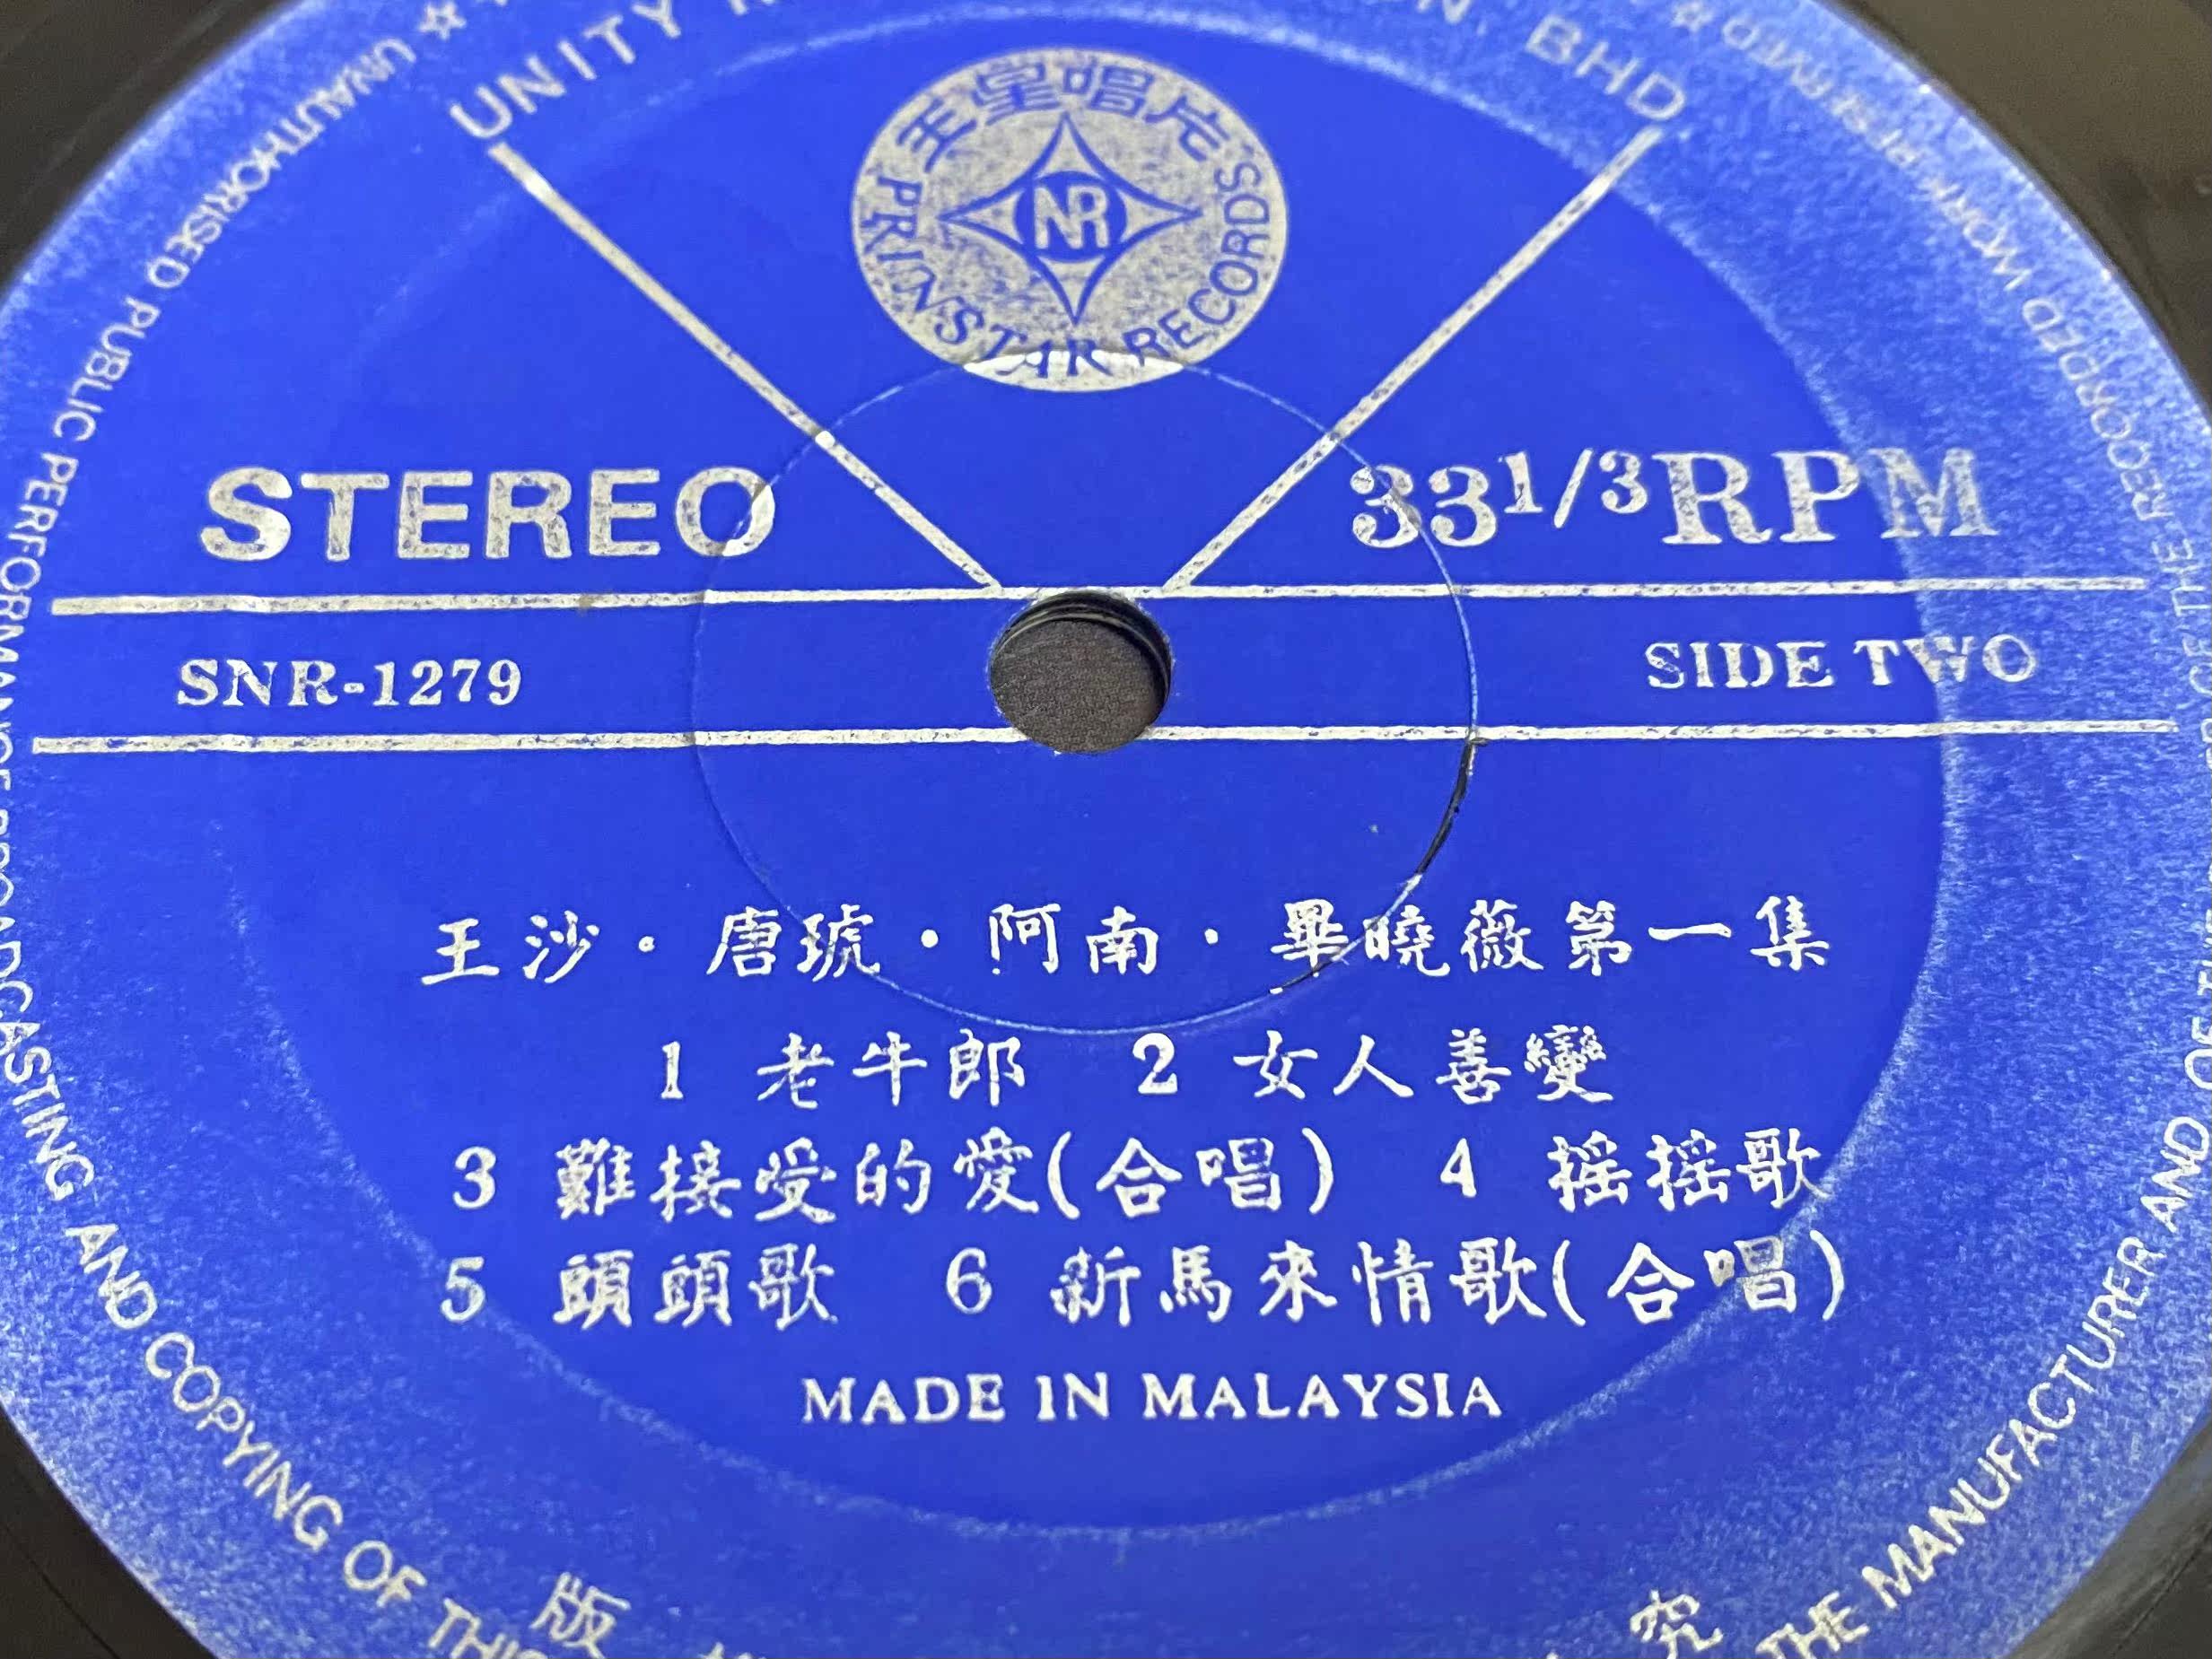 UNITY
N. BHD
王星唱片
NR
PRINSTAR RECORDS
STEREO
33 1/3 RPM
SNR-1279
SIDE TWO
王沙·唐琥·阿南·畢曉薇第一集
1 老牛郎 2 女人善變
3 難接受的愛(合唱) 4 摇摇歌
5 頭頭歌 6 新馬來情歌(合唱)
MADE IN MALAYSIA
版 究
UNAUTHORISED PUBLIC PERFORMANCE BROADCASTING AND COPYING OF THIS
THE MANUFACTURER AND OF THE
OF THE RECORDED WORK RESERVED ☆